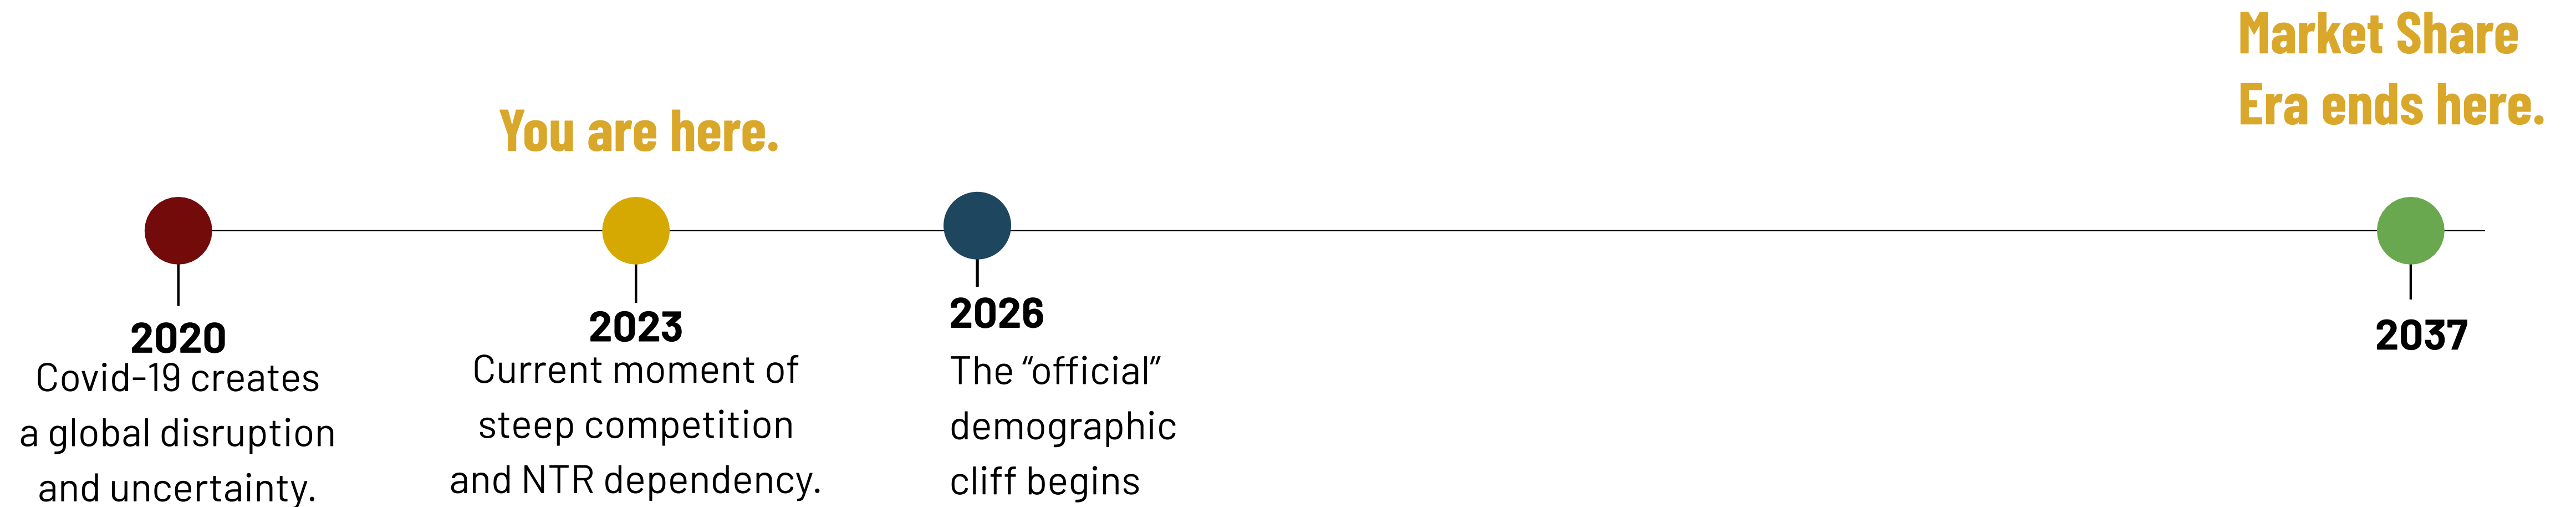 Market Share
Era ends here.
You are here.
2020
Covid-19 creates
a global disruption
and uncertainty.
2023
Current moment of
steep competition
and NTR dependency.
2026
The “official”
demographic
cliff begins
2037